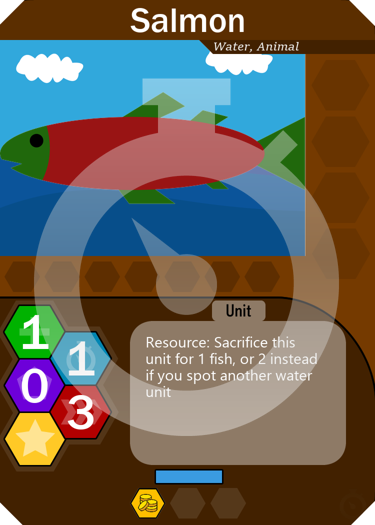 Salmon
Water, Animal
Unit
1
1
0
3
Resource: Sacrifice this
unit for 1 fish, or 2 instead
if you spot another water
unit